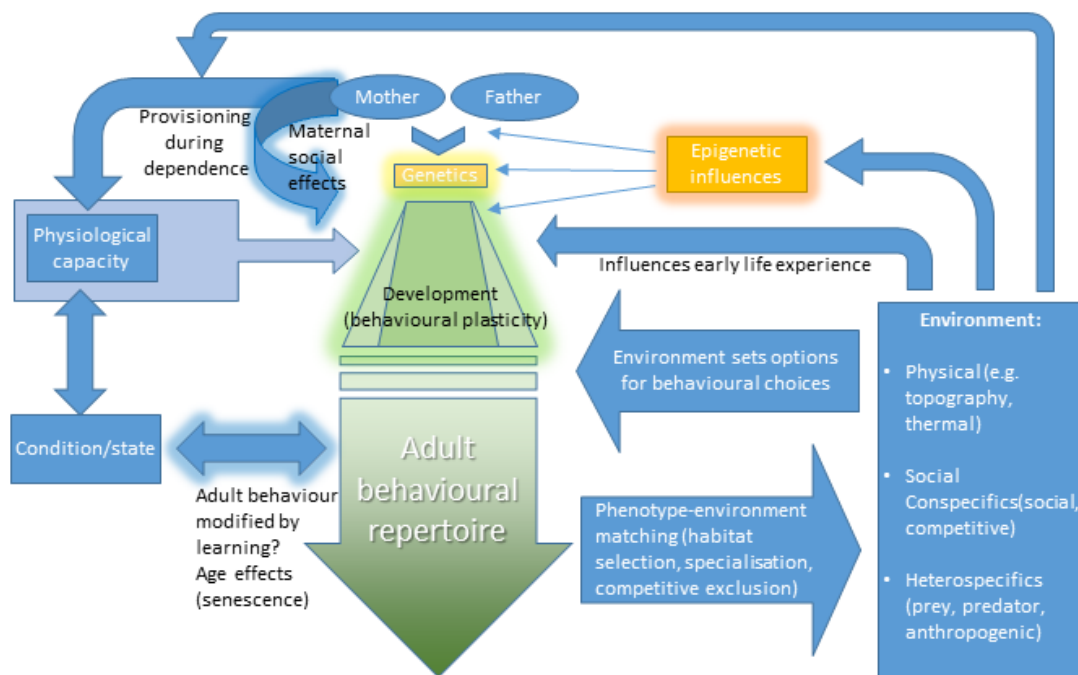 Mother
Father
Provisioning
during
dependence
Maternal
social
effects
Genetics
Epigenetic
influences
Physiological
capacity
Influences early life experience
Development
(behavioural plasticity)
Environment sets options
for behavioural choices
Environment:
• Physical (e.g.
topography,
thermal)
• Social
Conspecifics(social,
competitive)
• Heterospecifics
(prey, predator,
anthropogenic)
Condition/state
Adult
behavioural
repertoire
Adult behaviour
modified by
learning?
Age effects
(senescence)
Phenotype-environment
matching (habitat
selection, specialisation,
competitive exclusion)